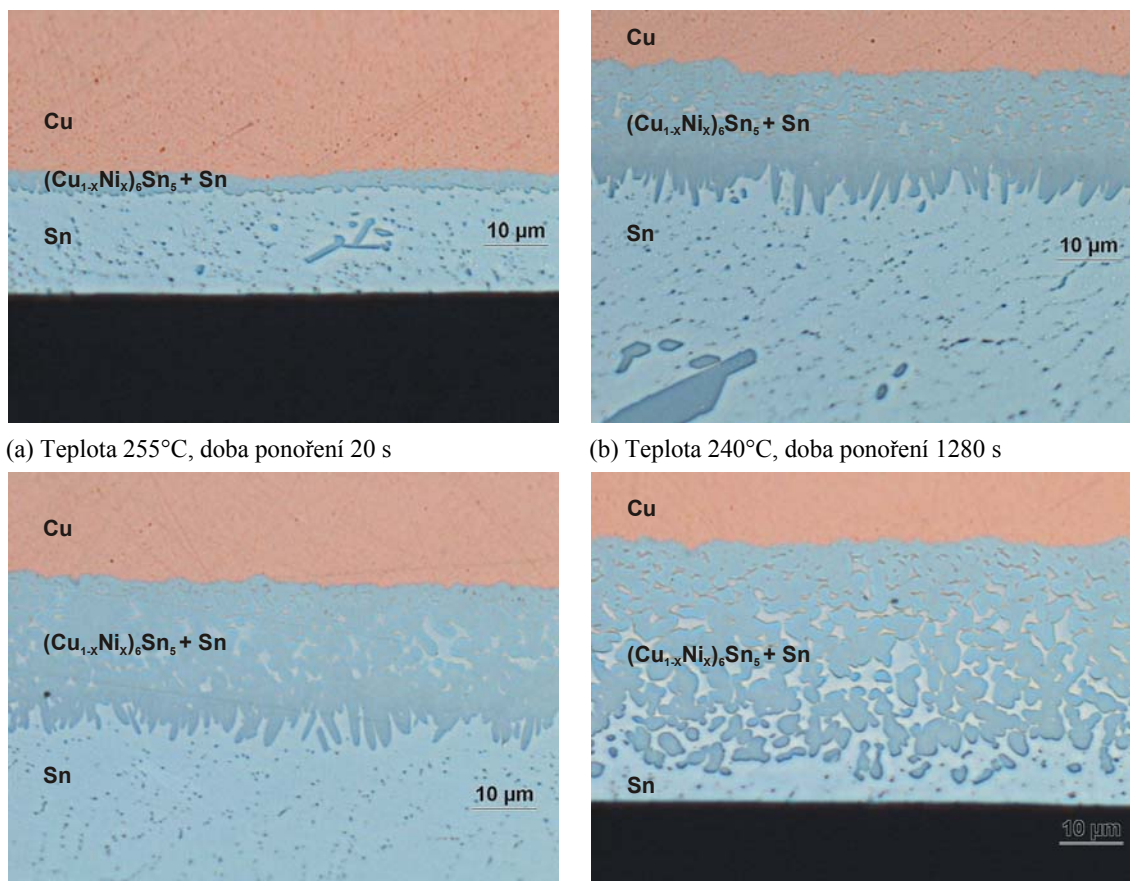 Cu
(Cu₁₋ₓNiₓ)₆Sn₅ + Sn
Sn
10 µm
(a) Teplota 255°C, doba ponoření 20 s
Cu
(Cu₁₋ₓNiₓ)₆Sn₅ + Sn
Sn
10 µm
(b) Teplota 240°C, doba ponoření 1280 s
Cu
(Cu₁₋ₓNiₓ)₆Sn₅ + Sn
Sn
10 µm
Cu
(Cu₁₋ₓNiₓ)₆Sn₅ + Sn
Sn
10 µm